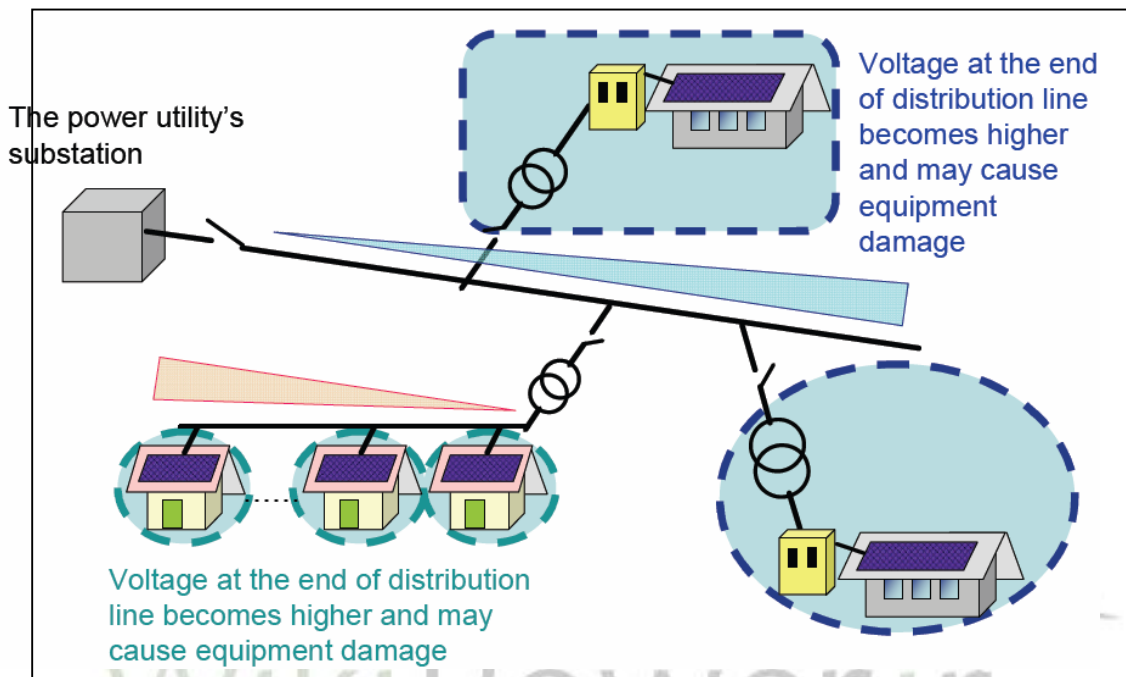 The power utility's
substation
Voltage at the end
of distribution line
becomes higher
and may cause
equipment
damage
Voltage at the end of distribution
line becomes higher and may
cause equipment damage